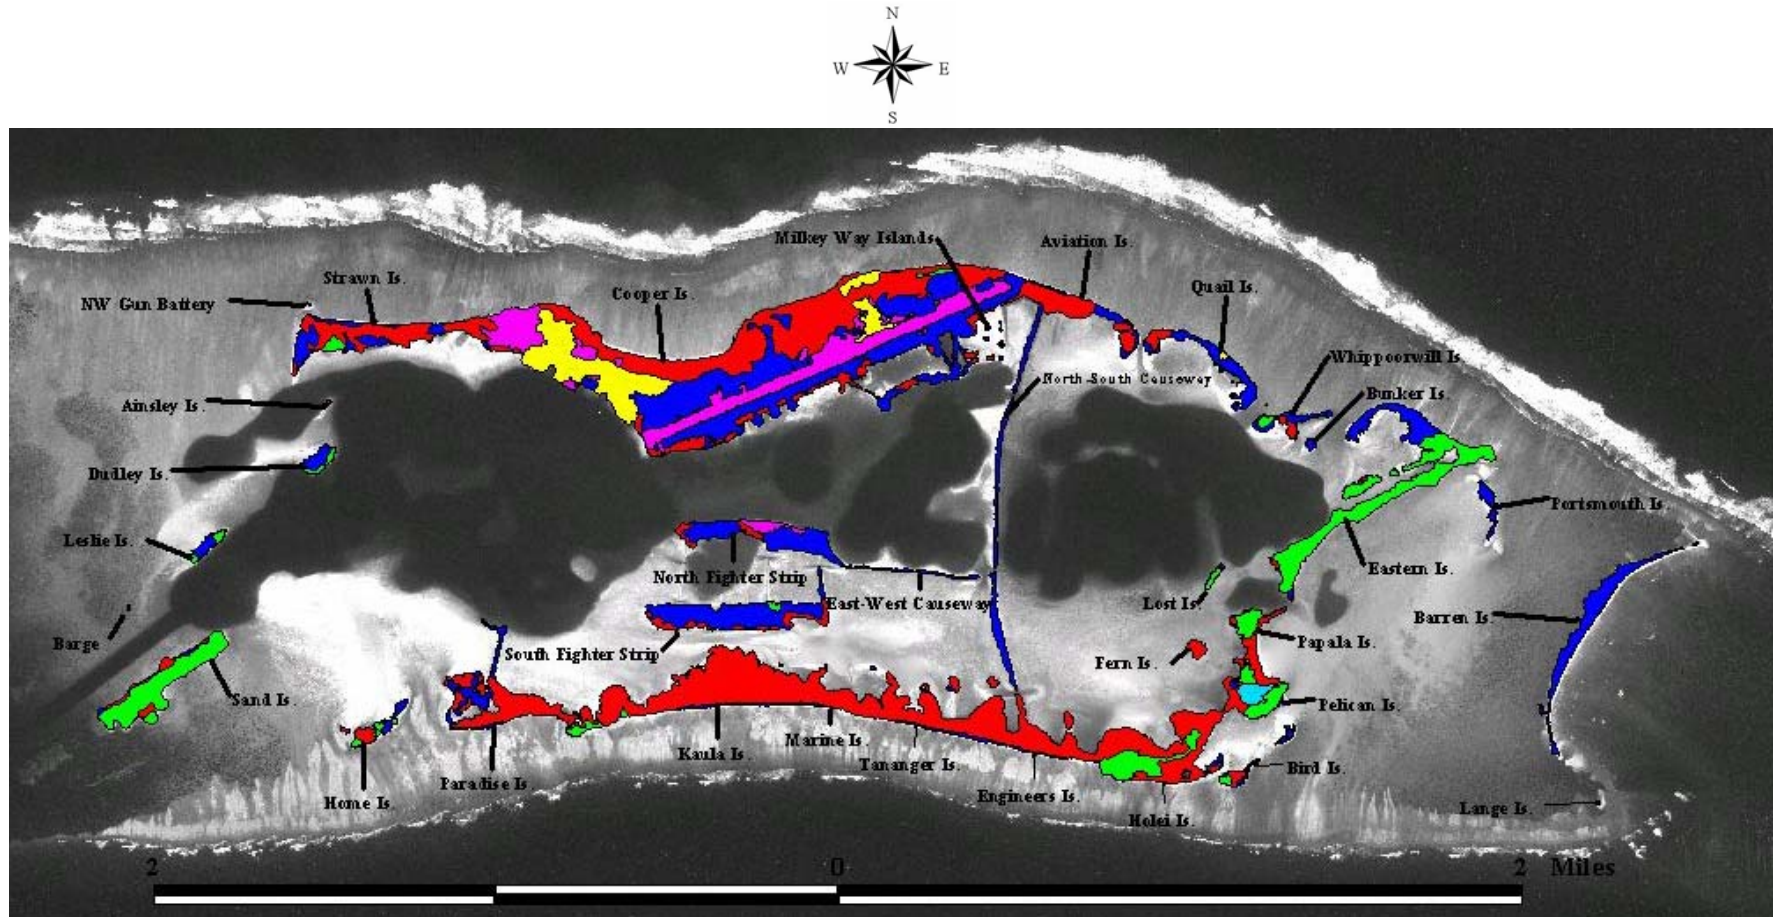 N
W E
S
Milkey Way Islands
Aviation Is.
Strawn Is.
Quail Is.
Cooper Is.
NW Gun Battery
Whippoorwill Is.
North-South Causeway
Bunker Is.
Ainsley Is.
Dudley Is.
Portsmouth Is.
Leslie Is.
Eastern Is.
North Fighter Strip
East-West Causeway
Lost Is.
Barren Is.
Barge
Papala Is.
South Fighter Strip
Fern Is.
Sand Is.
Pelican Is.
Marine Is.
Kaula Is.
Tananger Is.
Bird Is.
Paradise Is.
Engineers Is.
Home Is.
Lange Is.
Holei Is.
2 0 2 Miles